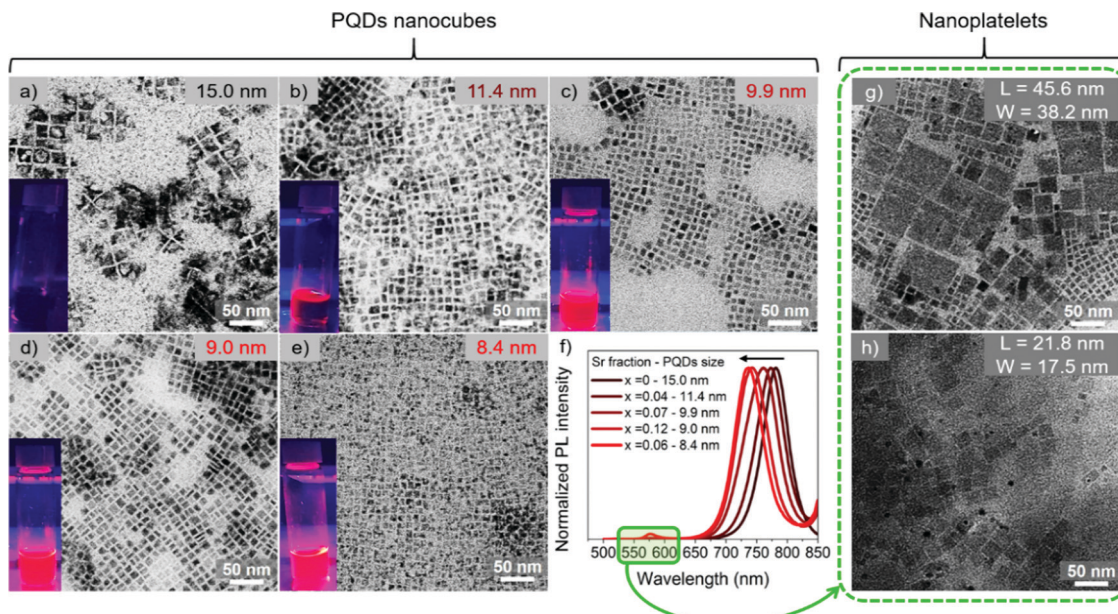 PQDs nanocubes
Nanoplatelets
a)
15.0 nm
50 nm
b)
11.4 nm
50 nm
c)
9.9 nm
50 nm
d)
9.0 nm
50 nm
e)
8.4 nm
50 nm
f)
Sr fraction - PQDs size
x =0 - 15.0 nm
x =0.04 - 11.4 nm
x =0.07 - 9.9 nm
x =0.12 - 9.0 nm
x =0.06 - 8.4 nm
Normalized PL intensity
500 550 600 650 700 750 800 850
Wavelength (nm)
g)
L = 45.6 nm
W = 38.2 nm
50 nm
h)
L = 21.8 nm
W = 17.5 nm
50 nm